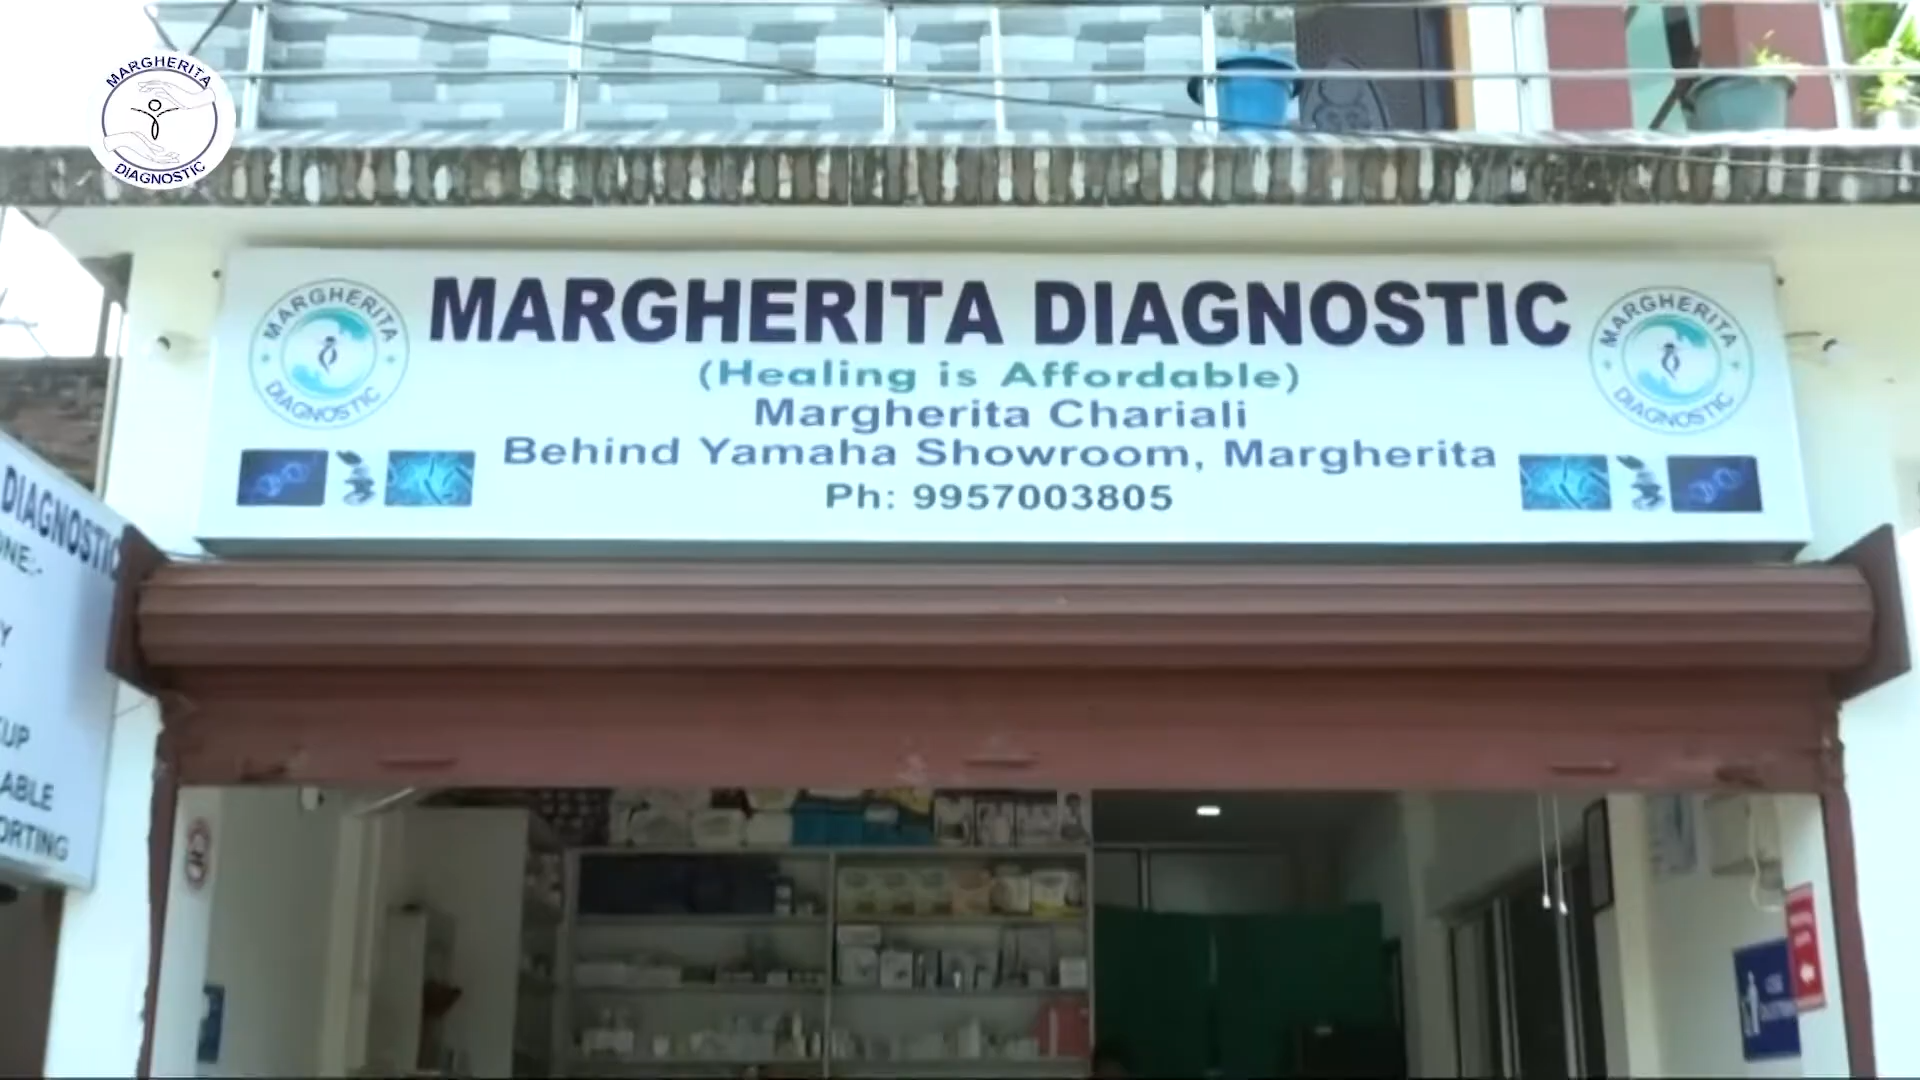 MARGHERITA
DIAGNOSTIC
MARGHERITA DIAGNOSTIC
(Healing is Affordable)
Margherita Chariali
Behind Yamaha Showroom, Margherita
Ph: 9957003805
MARGHERITA
DIAGNOSTIC
MARGHERITA
DIAGNOSTIC
DIAGNOSTIC